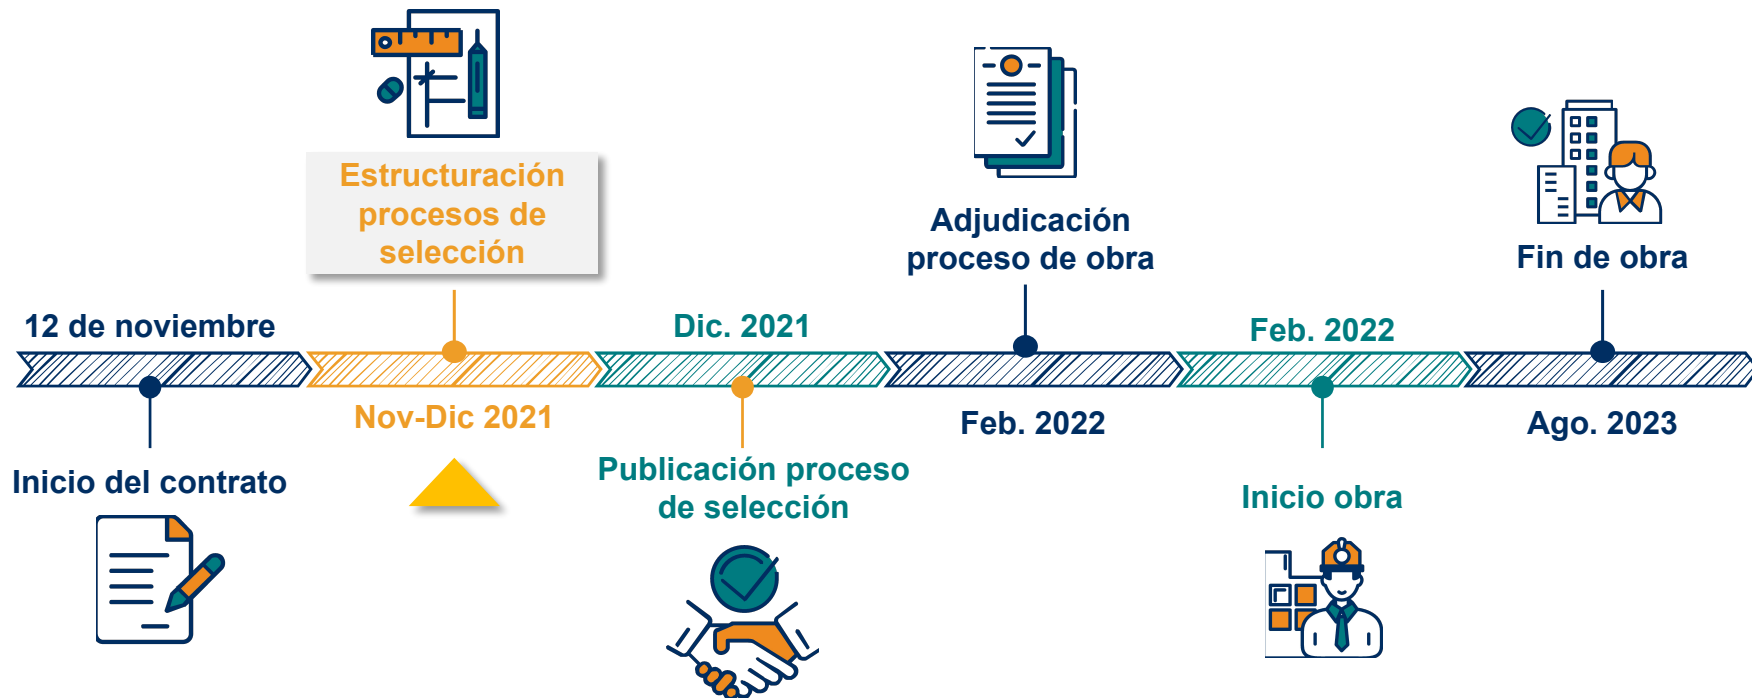 12 de noviembre
Inicio del contrato
Estructuración
procesos de
selección
Nov-Dic 2021
Dic. 2021
Publicación proceso
de selección
Adjudicación
proceso de obra
Feb. 2022
Feb. 2022
Inicio obra
Fin de obra
Ago. 2023